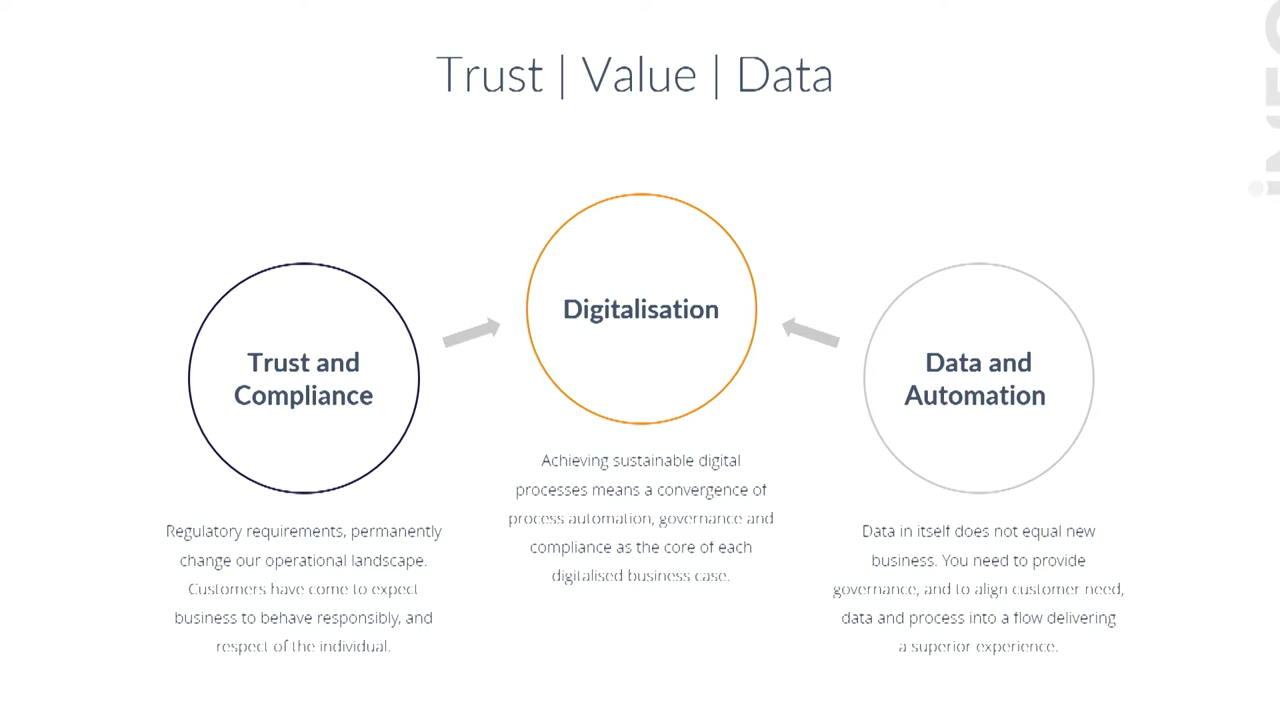 Trust | Value | Data
Trust and
Compliance
Regulatory requirements, permanently
change our operational landscape.
Customers have come to expect
business to behave responsibly, and
respect of the individual.
Digitalisation
Achieving sustainable digital
processes means a convergence of
process automation, governance and
compliance as the core of each
digitalised business case.
Data and
Automation
Data in itself does not equal new
business. You need to provide
governance, and to align customer need,
data and process into a flow delivering
a superior experience.